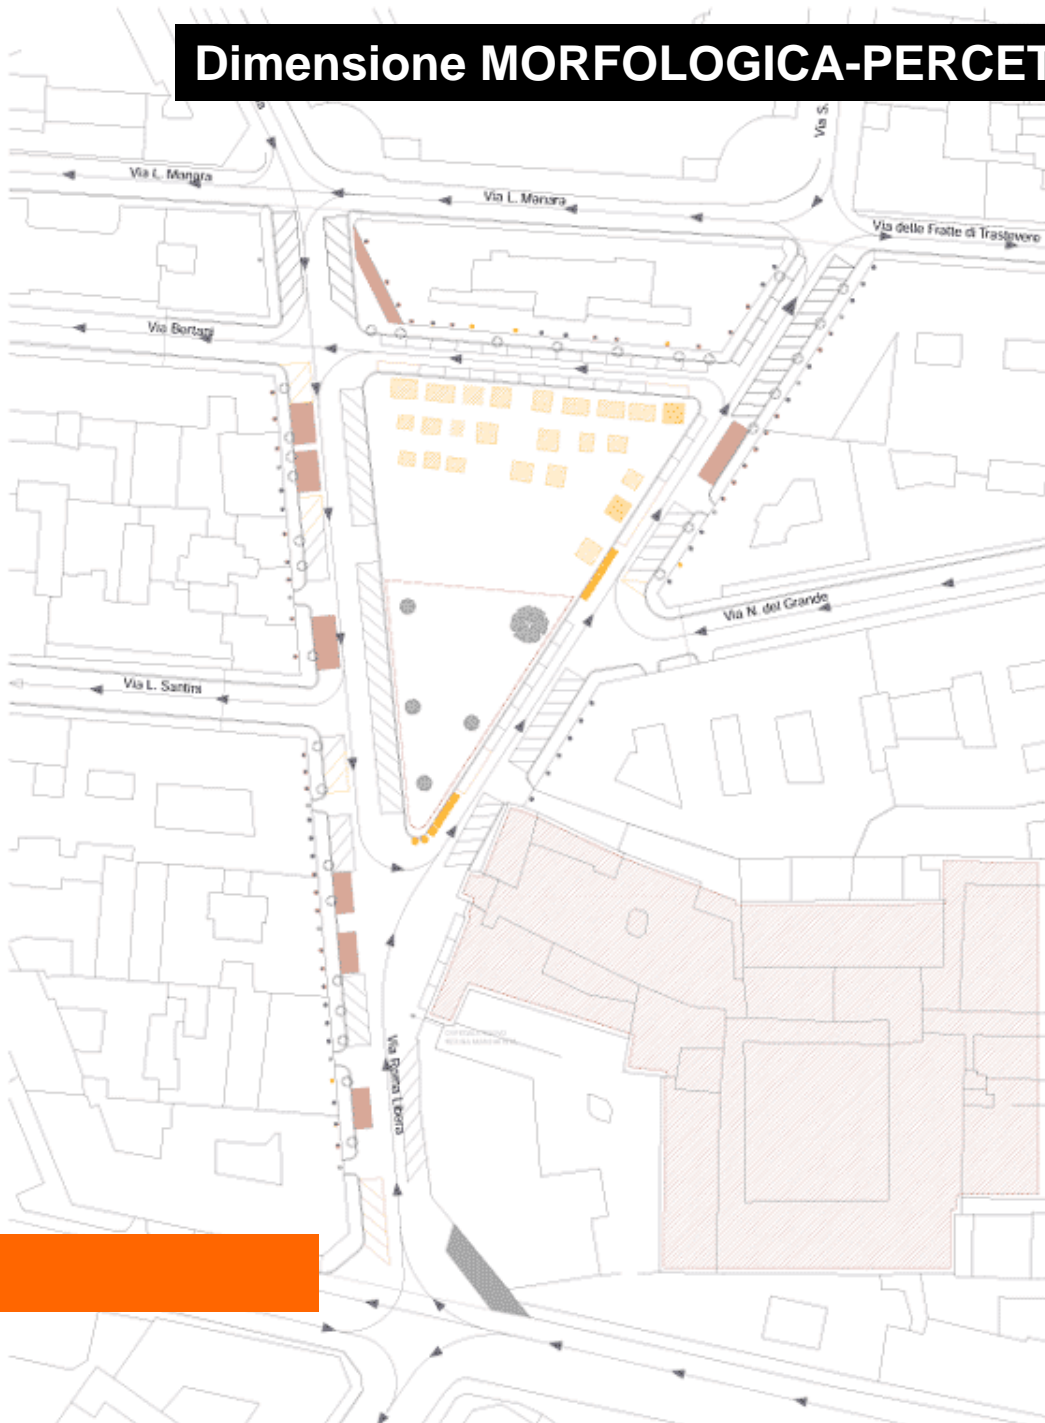 Dimensione MORFOLOGICA-PERCET
Via S.
Via L. Manara
Via L. Manara
Via delle Fratte di Trastevere
Via Bertani
Via N. del Grande
Via L. Santini
Via Roma Libera